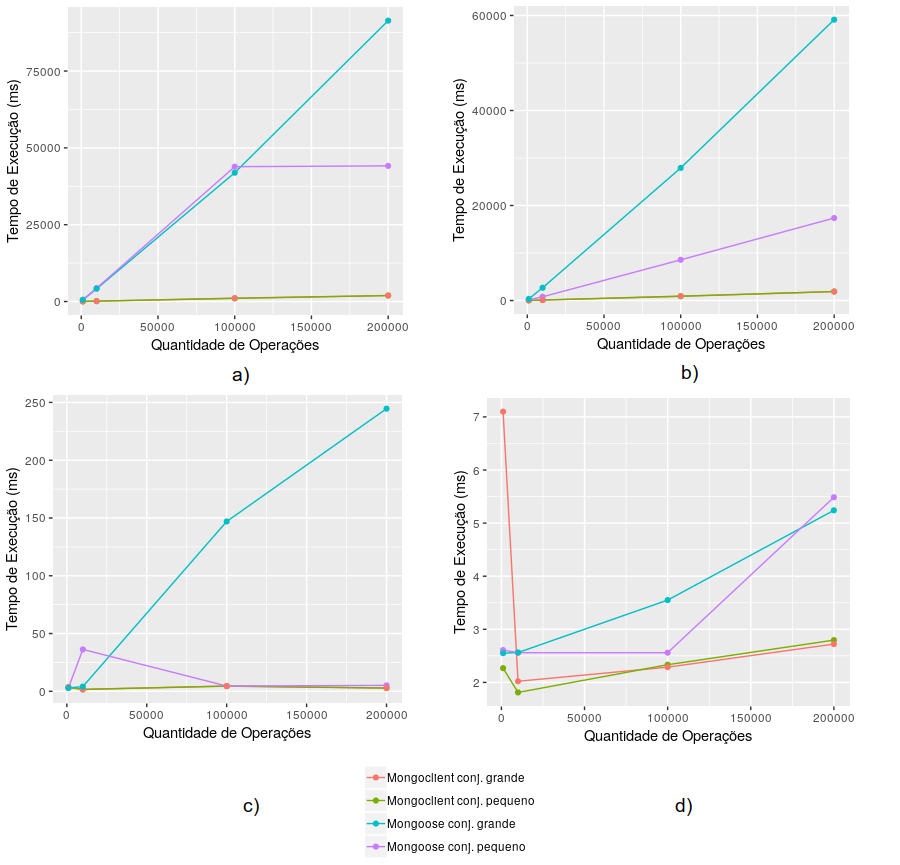 75000
50000
25000
0
Tempo de Execução (ms)
0
50000
100000
150000
200000
Quantidade de Operações
a)
60000
40000
20000
0
Tempo de Execução (ms)
0
50000
100000
150000
200000
Quantidade de Operações
b)
250
200
150
100
50
0
Tempo de Execução (ms)
0
50000
100000
150000
200000
Quantidade de Operações
c)
7
6
5
4
3
2
Tempo de Execução (ms)
0
50000
100000
150000
200000
Quantidade de Operações
d)
Mongoclient conj. grande
Mongoclient conj. pequeno
Mongoose conj. grande
Mongoose conj. pequeno